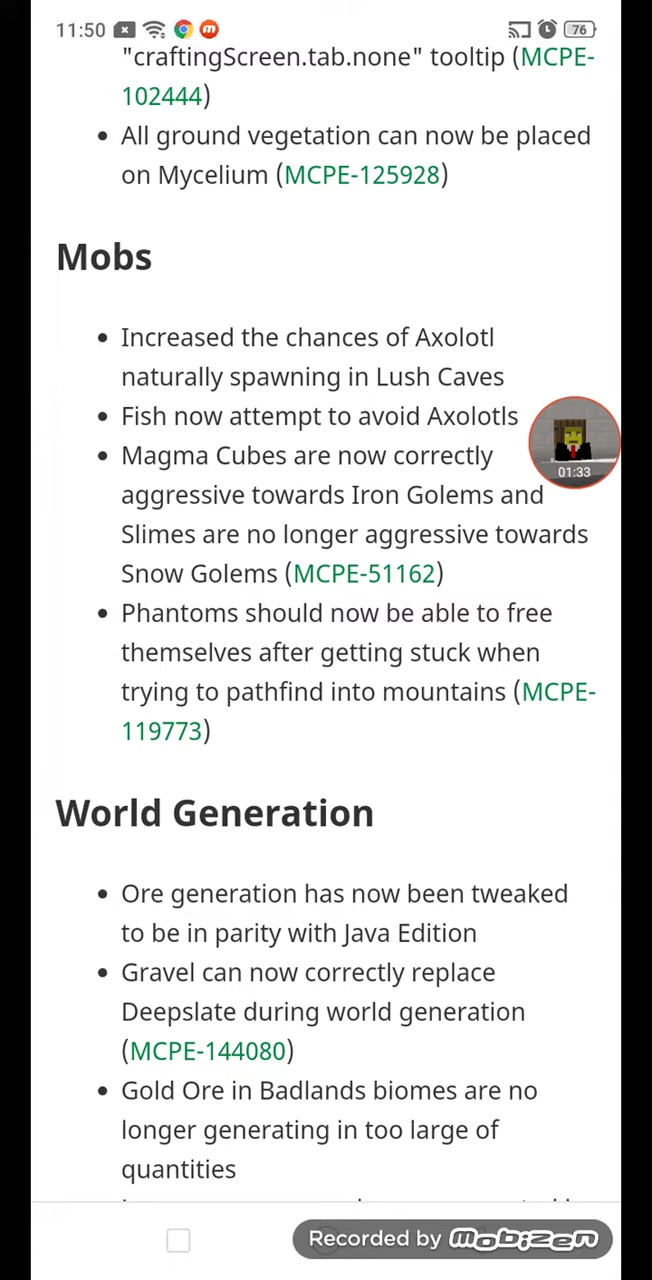 11:50
76
"craftingScreen.tab.none" tooltip (MCPE-
102444)
• All ground vegetation can now be placed
on Mycelium (MCPE-125928)
Mobs
• Increased the chances of Axolotl
naturally spawning in Lush Caves
• Fish now attempt to avoid Axolotls
• Magma Cubes are now correctly
aggressive towards Iron Golems and
Slimes are no longer aggressive towards
Snow Golems (MCPE-51162)
01:33
• Phantoms should now be able to free
themselves after getting stuck when
trying to pathfind into mountains (MCPE-
119773)
World Generation
• Ore generation has now been tweaked
to be in parity with Java Edition
• Gravel can now correctly replace
Deepslate during world generation
(MCPE-144080)
• Gold Ore in Badlands biomes are no
longer generating in too large of
quantities
Recorded by mobizen